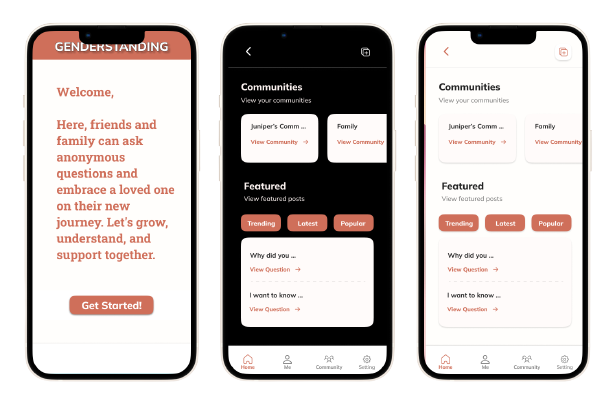 GENDERSTANDING
Welcome,
Here, friends and
family can ask
anonymous
questions and
embrace a loved one
on their new
journey. Let's grow,
understand, and
support together.
Get Started!
Communities
View your communities
Juniper's Comm ...
Family
View Community →
View Community
Featured
View featured posts
Trending
Latest
Popular
Why did you ...
View Question →
I want to know ...
View Question →
Home
Me
Community
Setting
Communities
View your communities
Juniper's Comm ...
Family
View Community →
View Community
Featured
View featured posts
Trending
Latest
Popular
Why did you ...
View Question →
I want to know ...
View Question →
Home
Me
Community
Setting